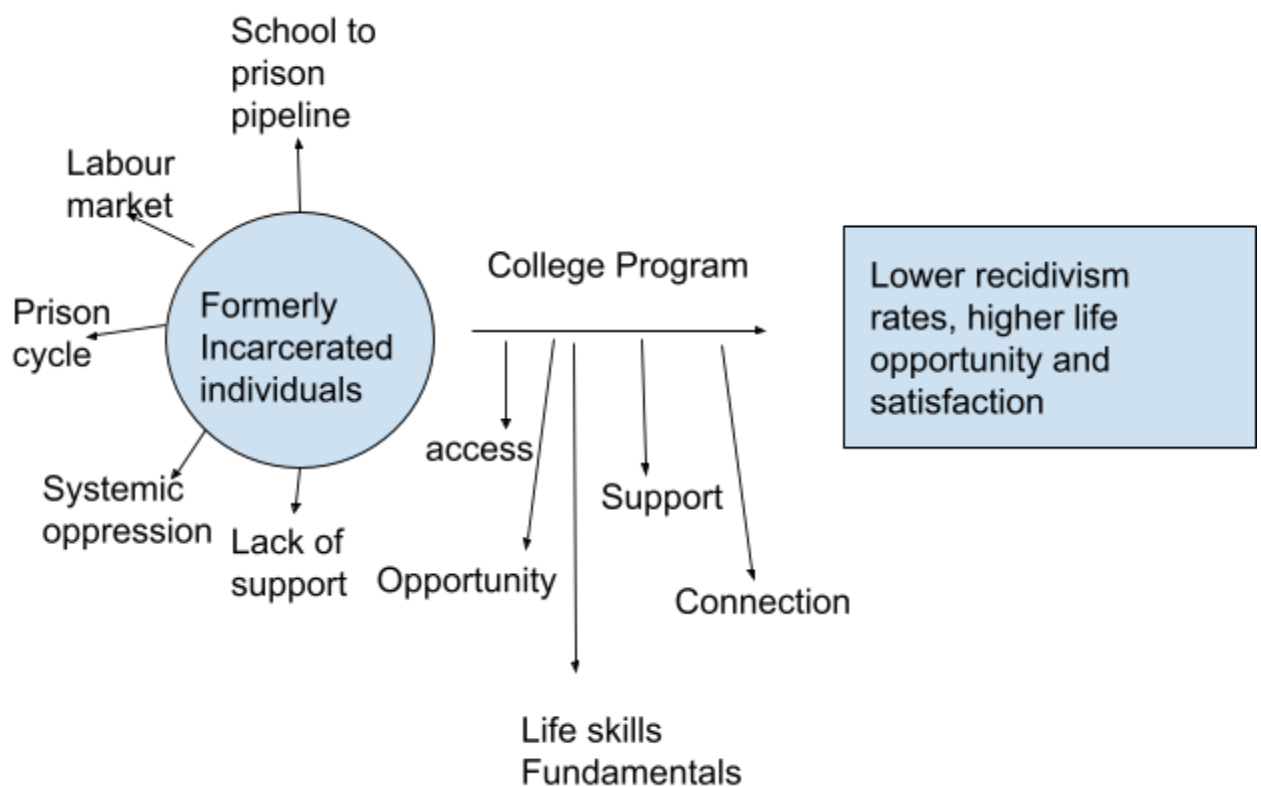 School to
prison
pipeline
Labour
market
Prison
cycle
Formerly
Incarcerated
individuals
Systemic
oppression
Lack of
support
College Program
access
Support
Opportunity
Connection
Life skills
Fundamentals
Lower recidivism
rates, higher life
opportunity and
satisfaction